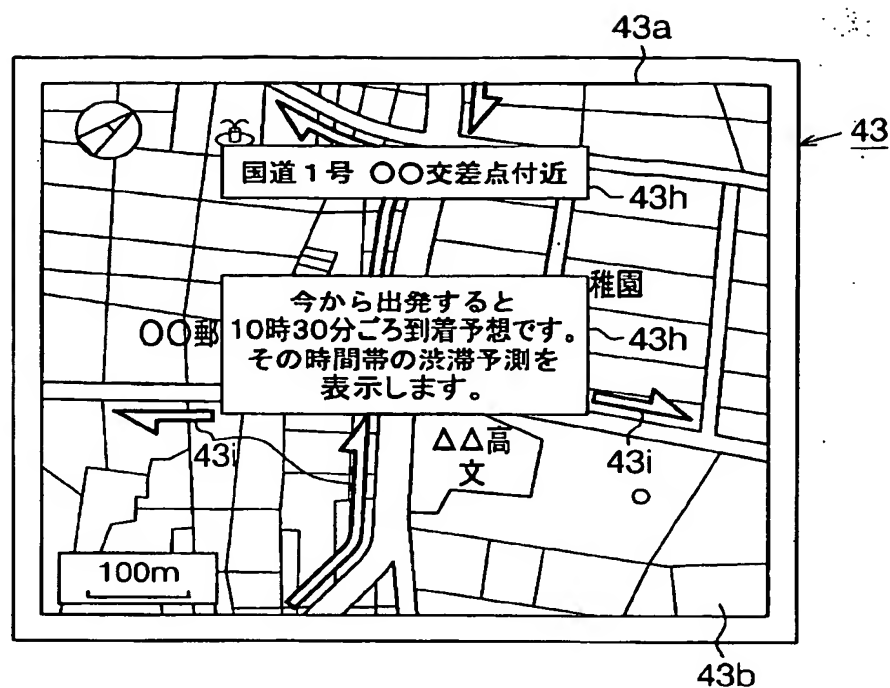 43a
43
国道1号 〇〇交差点付近
43h
稚園
今から出発すると
〇〇郵
10時30分ごろ到着予想です。
43h
その時間帯の渋滞予測を
表示します。
43i
43i
△△高
文
100m
43b